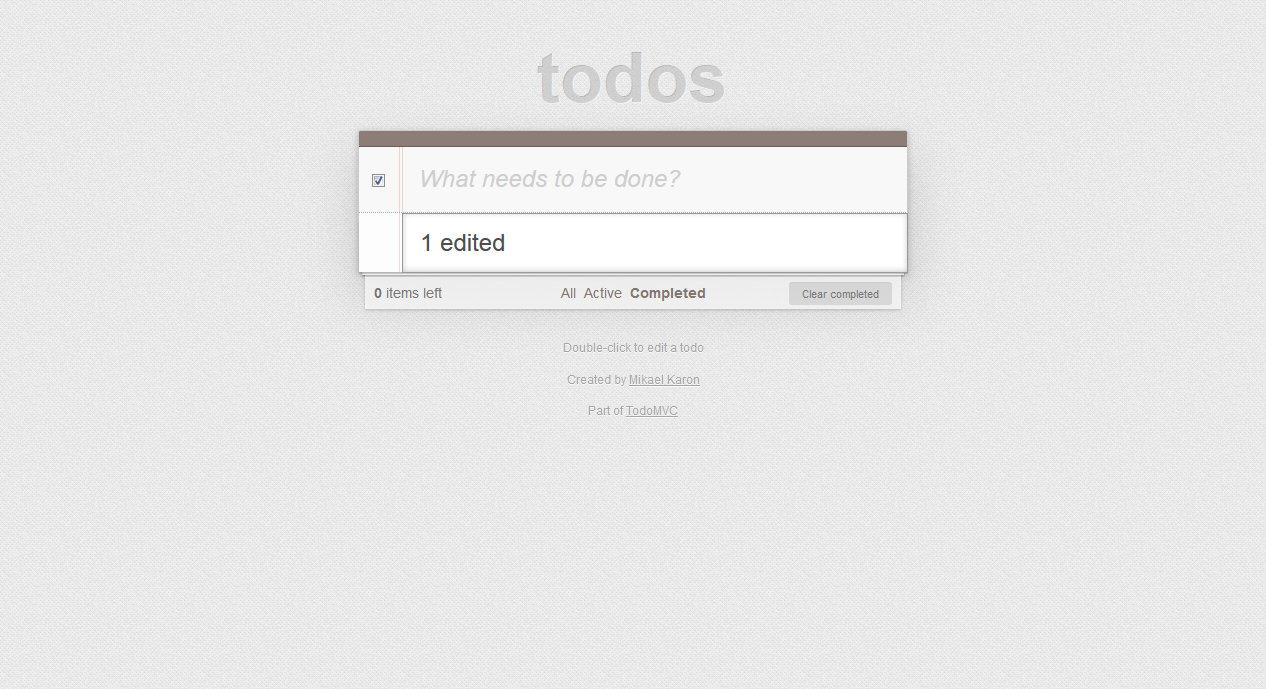 todos
What needs to be done?
1 edited
0 items left All Active Completed Clear completed
Double-click to edit a todo
Created by Mikael Karon
Part of TodoMVC